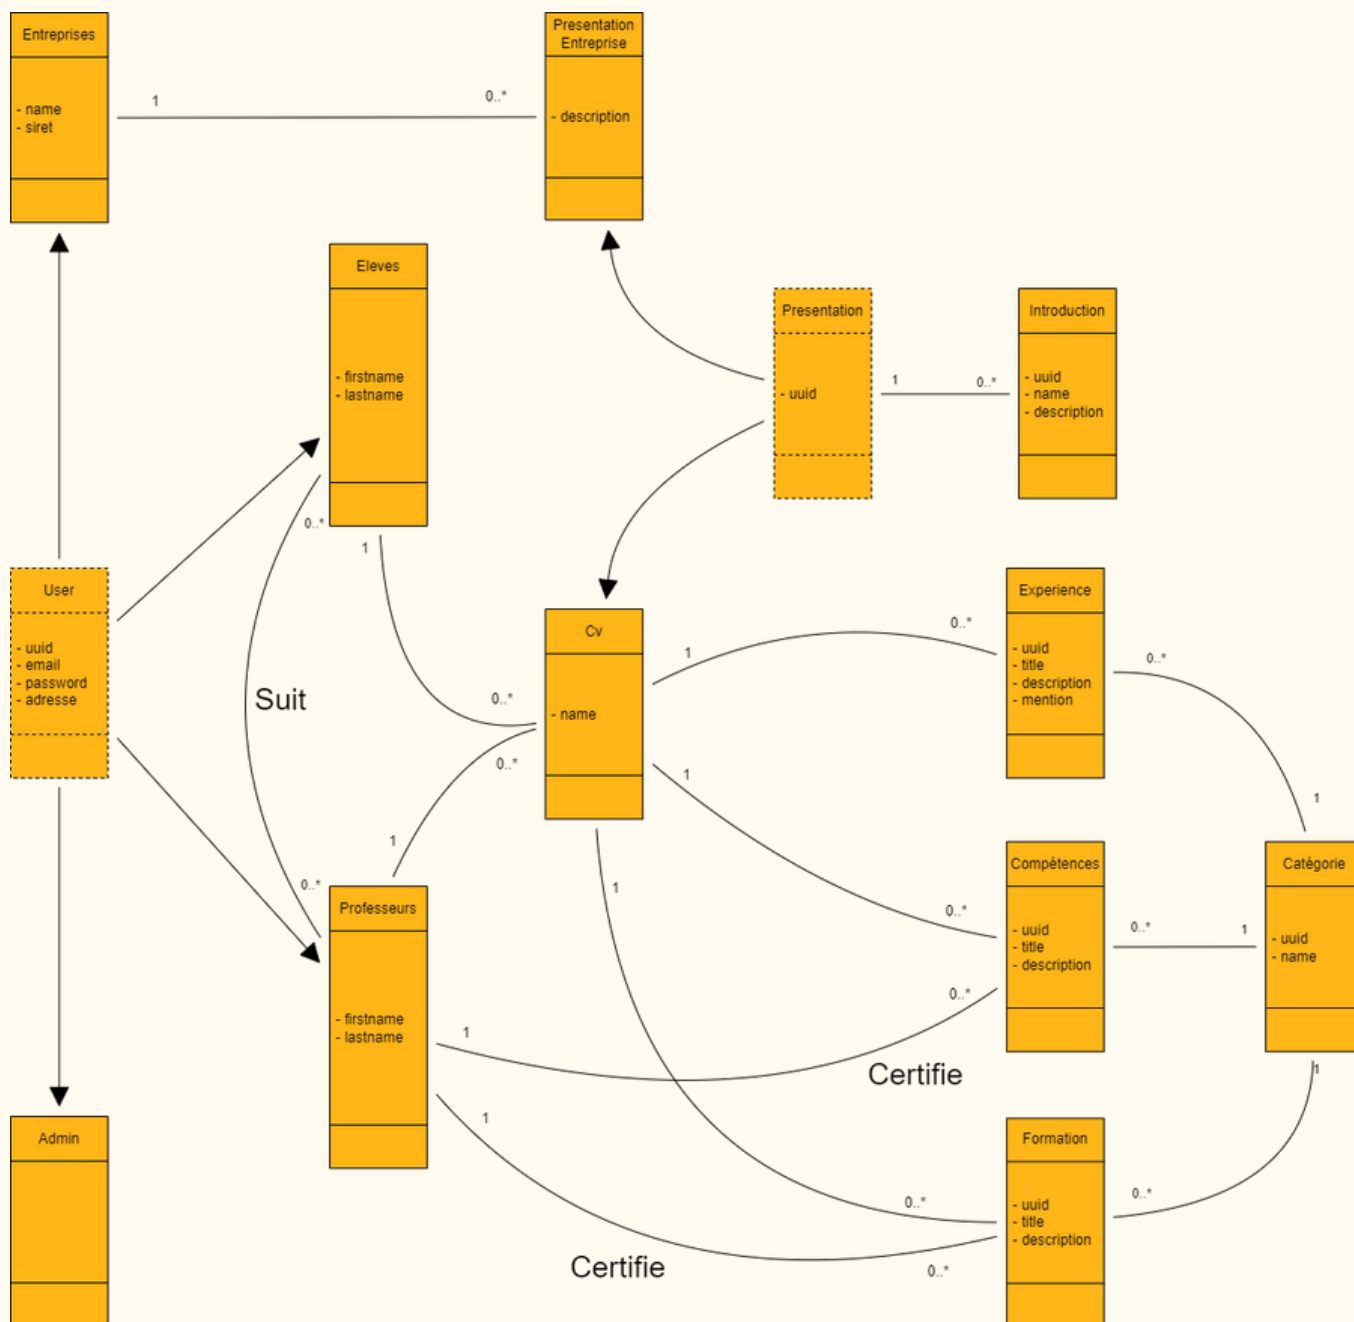 Entreprises
- name
- siret
1
0..*
Presentation
Entreprise
- description
Eleves
- firstname
- lastname
0..*
1
Presentation
- uuid
1
0..*
Introduction
- uuid
- name
- description
User
- uuid
- email
- password
- adresse
Suit
Cv
- name
0..*
0..*
1
1
1
1
0..*
Experience
- uuid
- title
- description
- mention
0..*
1
0..*
Professeurs
- firstname
- lastname
1
1
0..*
Compétences
- uuid
- title
- description
0..*
0..*
1
Catégorie
- uuid
- name
1
Certifie
Admin
Formation
- uuid
- title
- description
0..*
0..*
0..*
Certifie